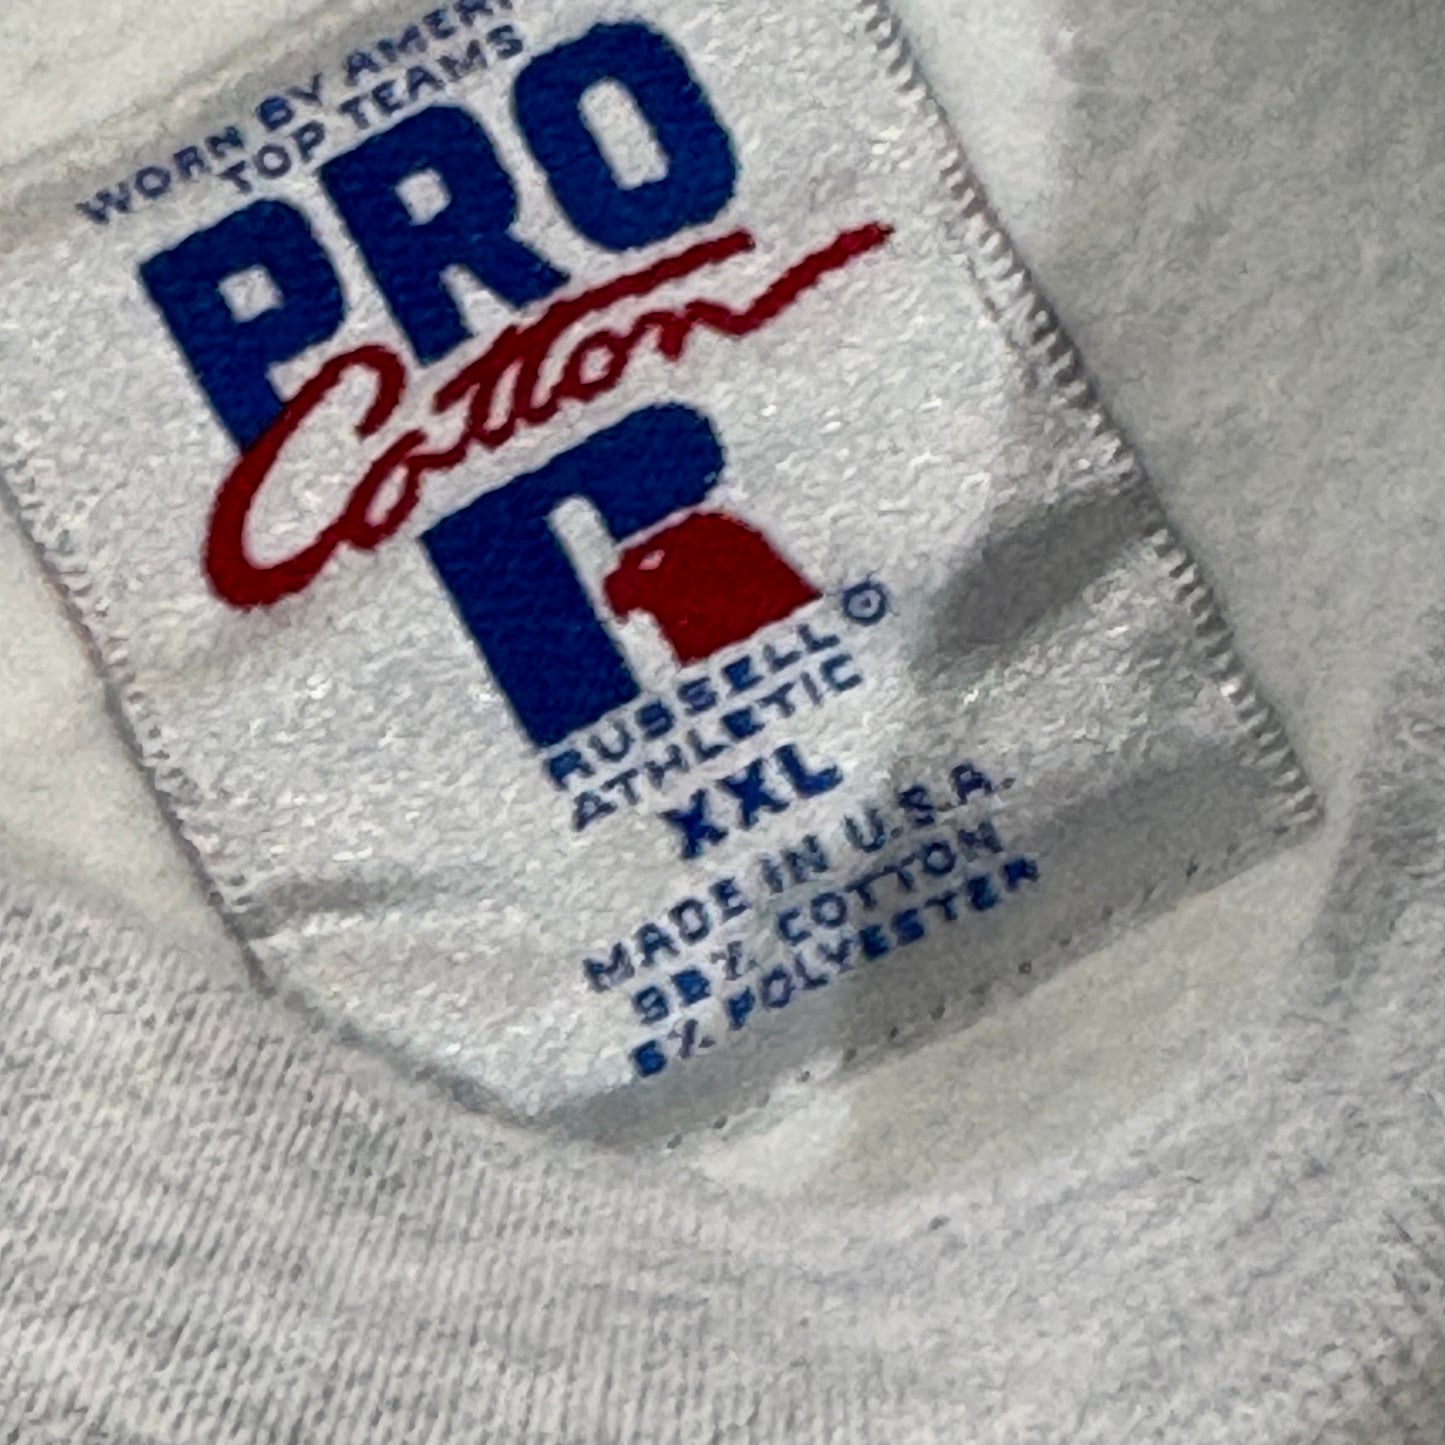 WORN BY AMERI
TOP TEAMS
PRO
Cotton
R
RUSSELL ®
ATHLETIC
XXL
MADE IN U.S.A.
95% COTTON
5% POLYESTER